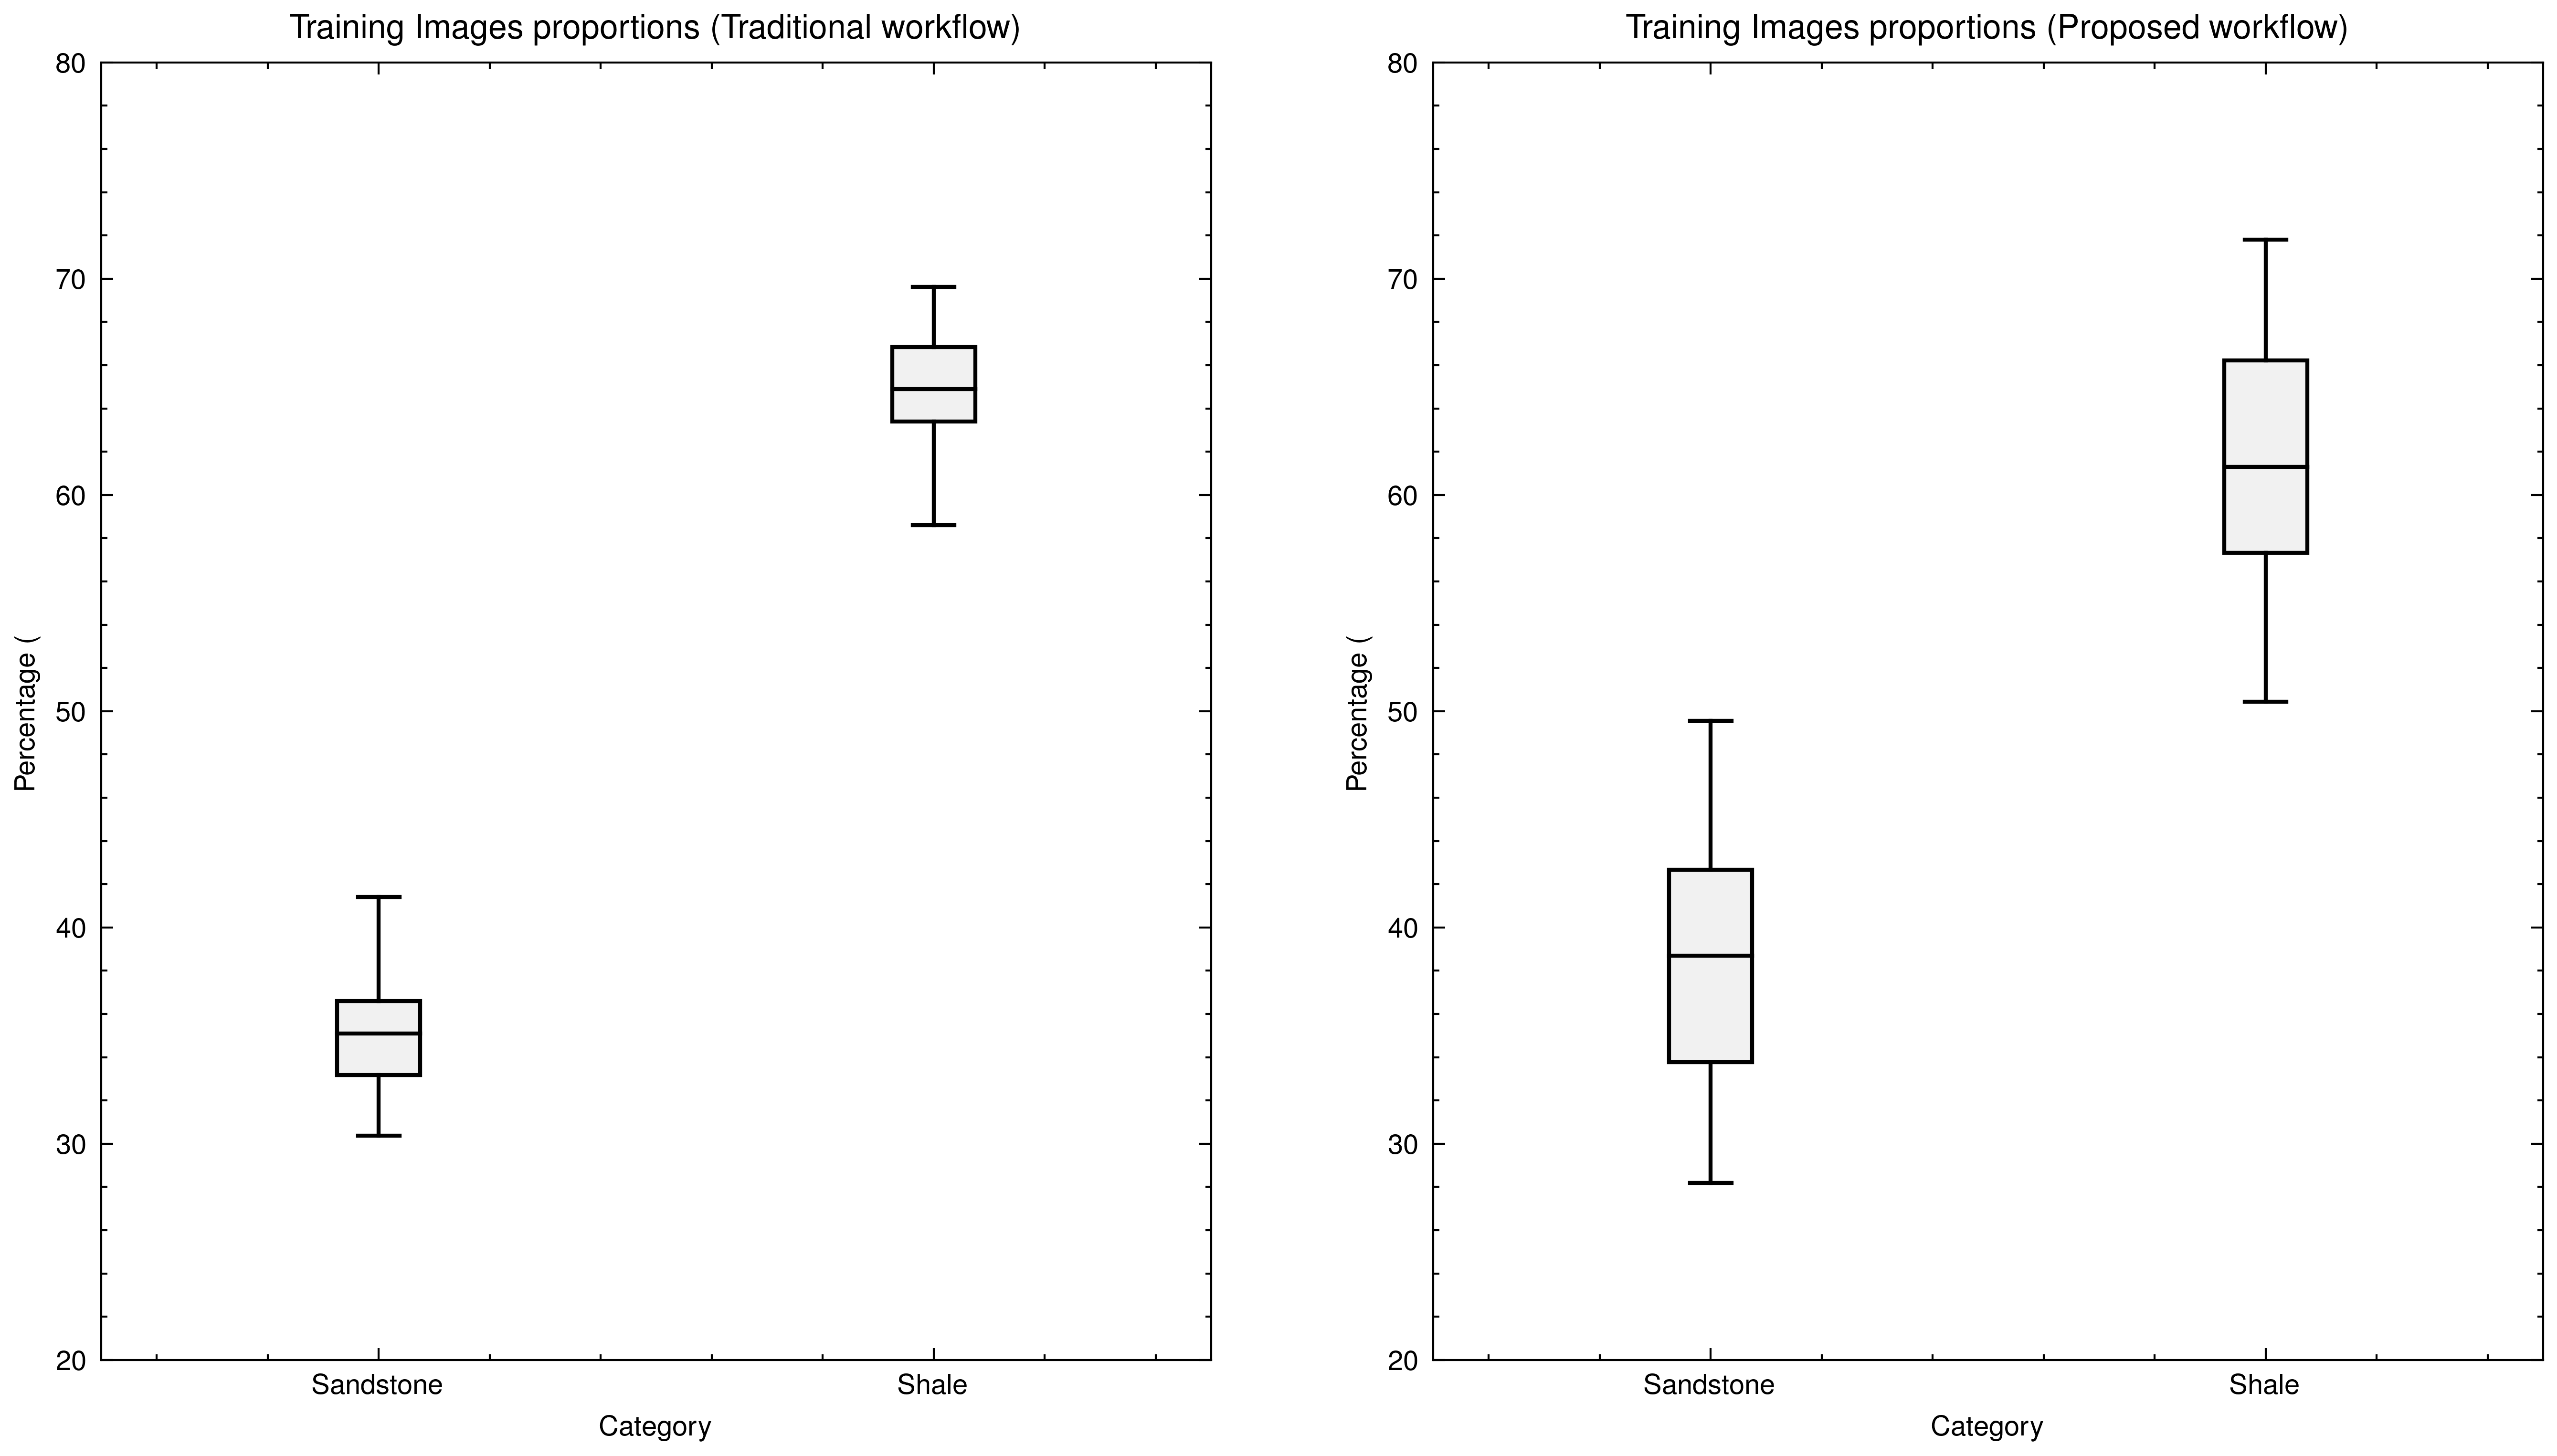 Training Images proportions (Traditional workflow)
80
70
60
50
40
30
20
Percentage (
Sandstone
Shale
Category
Training Images proportions (Proposed workflow)
80
70
60
50
40
30
20
Percentage (
Sandstone
Shale
Category